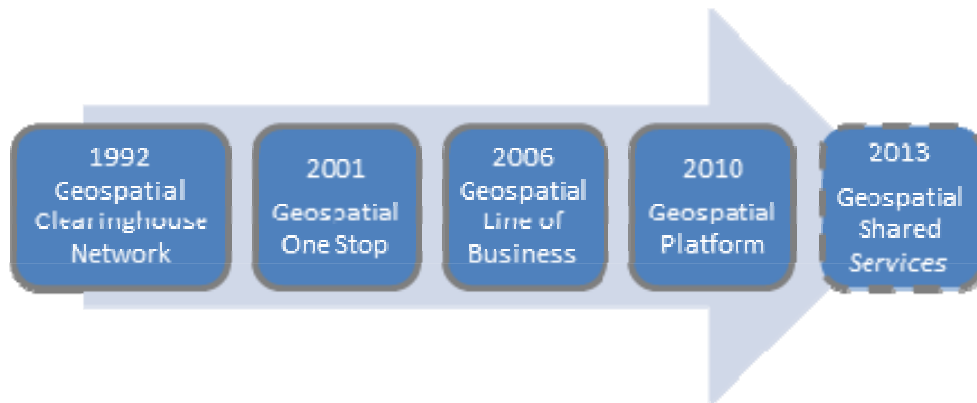 1992
Geospatial
Clearinghouse
Network
2001
Geospatial
One Stop
2006
Geospatial
Line of
Business
2010
Geospatial
Platform
2013
Geospatial
Shared
Services